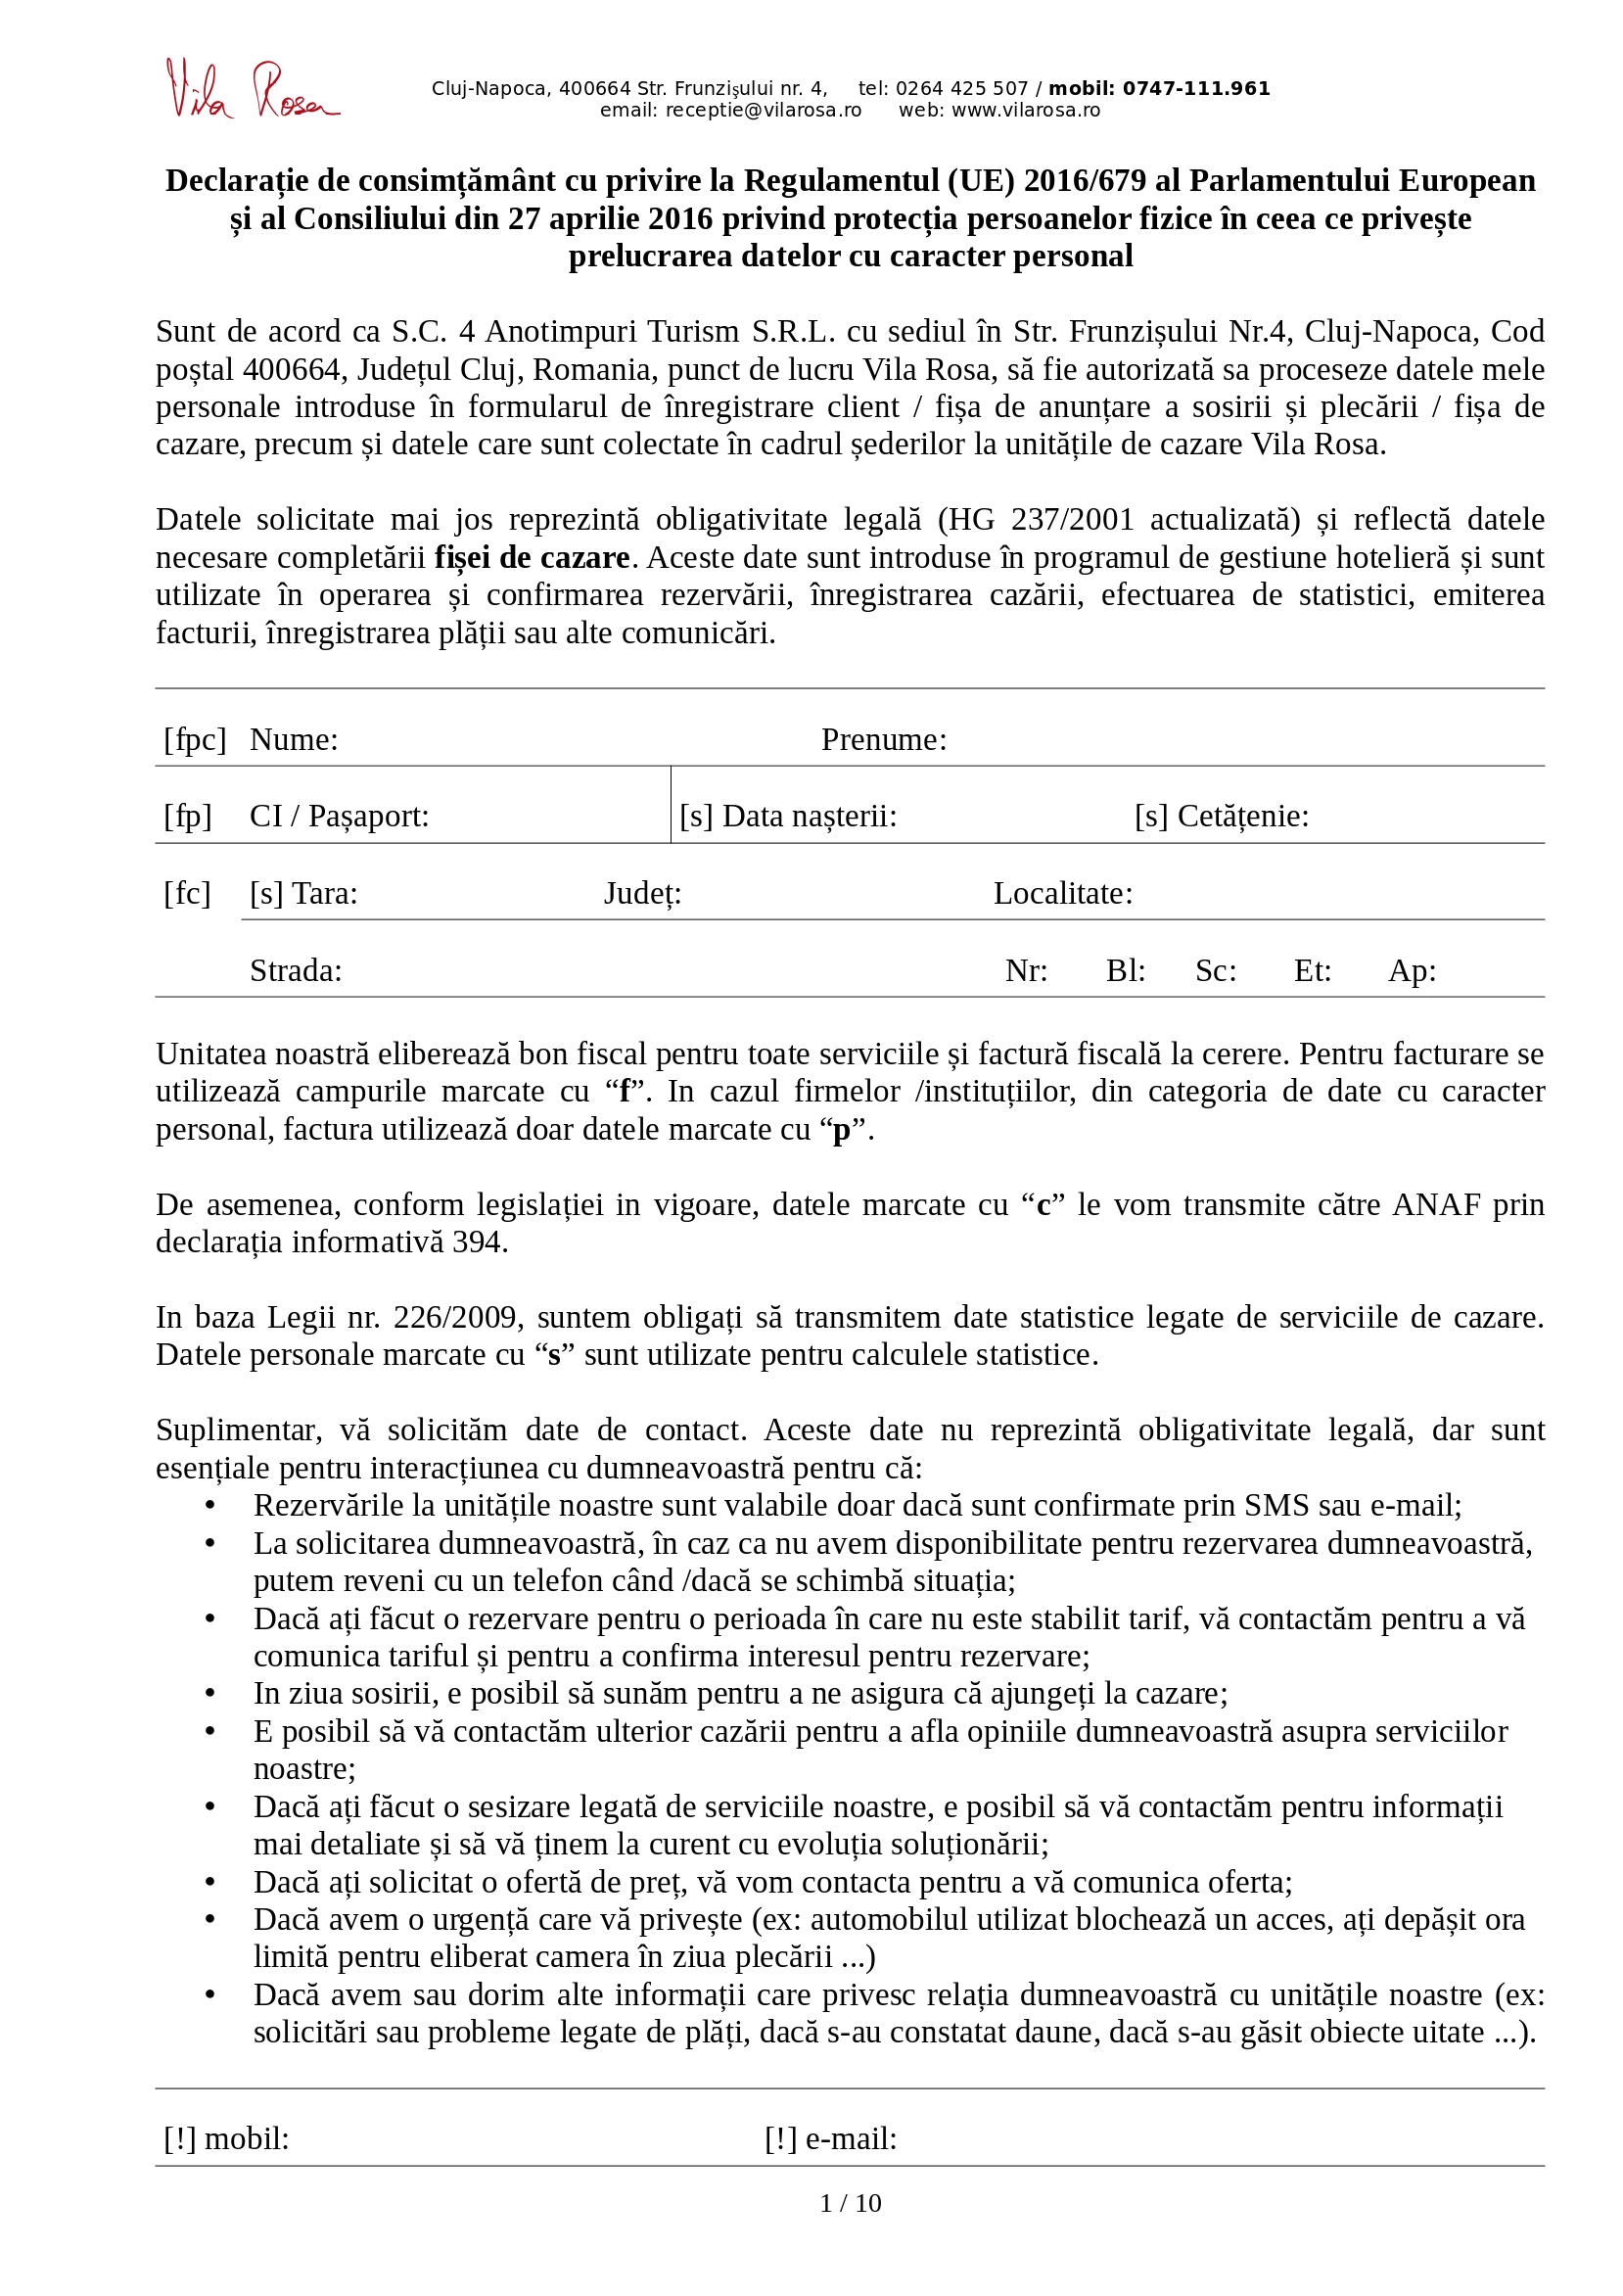 Vila Rosa
Cluj-Napoca, 400664 Str. Frunzişului nr. 4, tel: 0264 425 507 / mobil: 0747-111.961
email: receptie@vilarosa.ro web: www.vilarosa.ro
Declarație de consimțământ cu privire la Regulamentul (UE) 2016/679 al Parlamentului European
și al Consiliului din 27 aprilie 2016 privind protecția persoanelor fizice în ceea ce privește
prelucrarea datelor cu caracter personal
Sunt de acord ca S.C. 4 Anotimpuri Turism S.R.L. cu sediul în Str. Frunzișului Nr.4, Cluj-Napoca, Cod
poștal 400664, Județul Cluj, Romania, punct de lucru Vila Rosa, să fie autorizată sa proceseze datele mele
personale introduse în formularul de înregistrare client / fișa de anunțare a sosirii și plecării / fișa de
cazare, precum și datele care sunt colectate în cadrul șederilor la unitățile de cazare Vila Rosa.
Datele solicitate mai jos reprezintă obligativitate legală (HG 237/2001 actualizată) și reflectă datele
necesare completării fișei de cazare. Aceste date sunt introduse în programul de gestiune hotelieră și sunt
utilizate în operarea și confirmarea rezervării, înregistrarea cazării, efectuarea de statistici, emiterea
facturii, înregistrarea plății sau alte comunicări.
[fpc] Nume: Prenume:
[fp] CI / Pașaport: [s] Data nașterii: [s] Cetățenie:
[fc] [s] Tara: Județ: Localitate:
Strada: Nr: Bl: Sc: Et: Ap:
Unitatea noastră eliberează bon fiscal pentru toate serviciile și factură fiscală la cerere. Pentru facturare se
utilizează campurile marcate cu “f”. In cazul firmelor /instituțiilor, din categoria de date cu caracter
personal, factura utilizează doar datele marcate cu “p”.
De asemenea, conform legislației in vigoare, datele marcate cu “c” le vom transmite către ANAF prin
declarația informativă 394.
In baza Legii nr. 226/2009, suntem obligați să transmitem date statistice legate de serviciile de cazare.
Datele personale marcate cu “s” sunt utilizate pentru calculele statistice.
Suplimentar, vă solicităm date de contact. Aceste date nu reprezintă obligativitate legală, dar sunt
esențiale pentru interacțiunea cu dumneavoastră pentru că:
• Rezervările la unitățile noastre sunt valabile doar dacă sunt confirmate prin SMS sau e-mail;
• La solicitarea dumneavoastră, în caz ca nu avem disponibilitate pentru rezervarea dumneavoastră,
putem reveni cu un telefon când /dacă se schimbă situația;
• Dacă ați făcut o rezervare pentru o perioada în care nu este stabilit tarif, vă contactăm pentru a vă
comunica tariful și pentru a confirma interesul pentru rezervare;
• In ziua sosirii, e posibil să sunăm pentru a ne asigura că ajungeți la cazare;
• E posibil să vă contactăm ulterior cazării pentru a afla opiniile dumneavoastră asupra serviciilor
noastre;
• Dacă ați făcut o sesizare legată de serviciile noastre, e posibil să vă contactăm pentru informații
mai detaliate și să vă ținem la curent cu evoluția soluționării;
• Dacă ați solicitat o ofertă de preț, vă vom contacta pentru a vă comunica oferta;
• Dacă avem o urgență care vă privește (ex: automobilul utilizat blochează un acces, ați depășit ora
limită pentru eliberat camera în ziua plecării ...)
• Dacă avem sau dorim alte informații care privesc relația dumneavoastră cu unitățile noastre (ex:
solicitări sau probleme legate de plăți, dacă s-au constatat daune, dacă s-au găsit obiecte uitate ...).
[!] mobil: [!] e-mail:
1 / 10